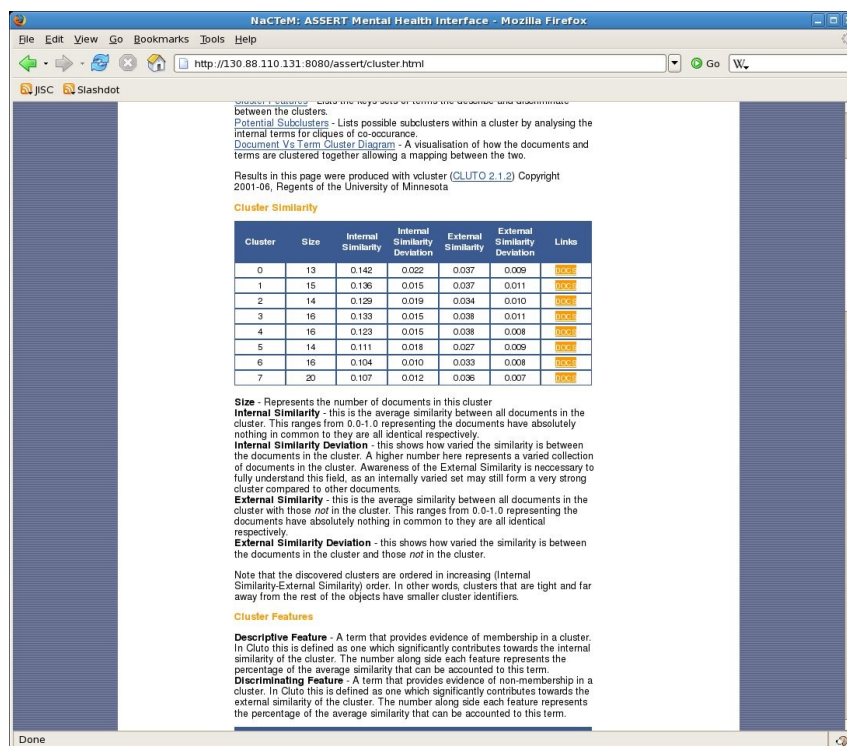 NaCTeM: ASSERT Mental Health Interface - Mozilla Firefox
File Edit View Go Bookmarks Tools Help
http://130.88.110.131:8080/assert/cluster.html Go W
JISC Slashdot
Cluster Features - Lists the keys sets of terms the describe and discriminate
between the clusters.
Potential Subclusters - Lists possible subclusters within a cluster by analysing the
internal terms for cliques of co-occurance.
Document Vs Term Cluster Diagram - A visualisation of how the documents and
terms are clustered together allowing a mapping between the two.
Results in this page were produced with vcluster (CLUTO 2.1.2) Copyright
2001-06, Regents of the University of Minnesota
Cluster Similarity
Cluster Size Internal Similarity Internal Similarity Deviation External Similarity External Similarity Deviation Links
0 13 0.142 0.022 0.037 0.009 DOCS
1 15 0.136 0.015 0.037 0.011 DOCS
2 14 0.129 0.019 0.034 0.010 DOCS
3 16 0.133 0.015 0.038 0.011 DOCS
4 16 0.123 0.015 0.038 0.008 DOCS
5 14 0.111 0.018 0.027 0.009 DOCS
6 16 0.104 0.010 0.033 0.008 DOCS
7 20 0.107 0.012 0.036 0.007 DOCS
Size - Represents the number of documents in this cluster
Internal Similarity - this is the average similarity between all documents in the
cluster. This ranges from 0.0-1.0 representing the documents have absolutely
nothing in common to they are all identical respectively.
Internal Similarity Deviation - this shows how varied the similarity is between
the documents in the cluster. A higher number here represents a varied collection
of documents in the cluster. Awareness of the External Similarity is neccessary to
fully understand this field, as an internally varied set may still form a very strong
cluster compared to other documents.
External Similarity - this is the average similarity between all documents in the
cluster with those not in the cluster. This ranges from 0.0-1.0 representing the
documents have absolutely nothing in common to they are all identical
respectively.
External Similarity Deviation - this shows how varied the similarity is between
the documents in the cluster and those not in the cluster.
Note that the discovered clusters are ordered in increasing (Internal
Similarity-External Similarity) order. In other words, clusters that are tight and far
away from the rest of the objects have smaller cluster identifiers.
Cluster Features
Descriptive Feature - A term that provides evidence of membership in a cluster.
In Cluto this is defined as one which significantly contributes towards the internal
similarity of the cluster. The number along side each feature represents the
percentage of the average similarity that can be accounted to this term.
Discriminating Feature - A term that provides evidence of non-membership in a
cluster. In Cluto this is defined as one which significantly contributes towards the
external similarity of the cluster. The number along side each feature represents
the percentage of the average similarity that can be accounted to this term.
Done